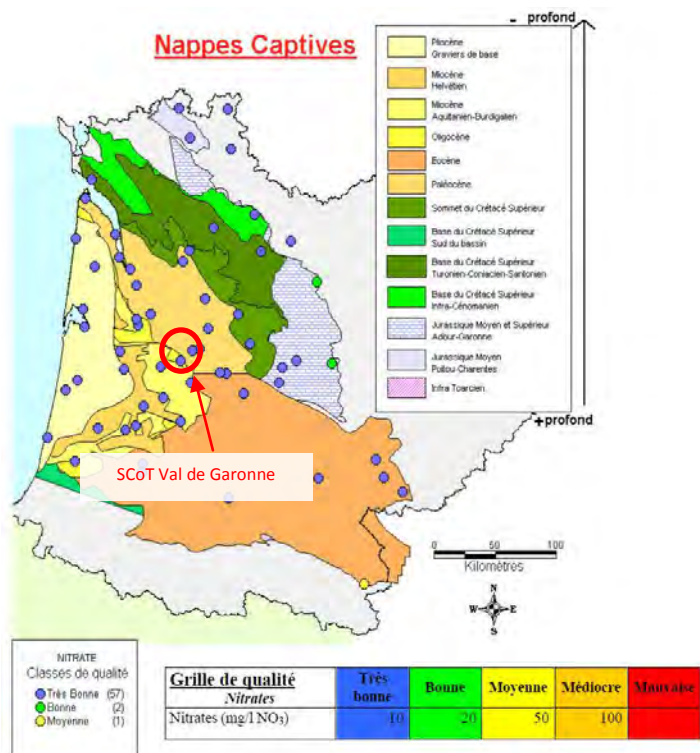 - profond
Nappes Captives
Pliocène
Graviers de base
Miocène
Helvétien
Miocène
Aquitanien-Burdigalien
Oligocène
Eocène
Paléocène
Sommet du Crétacé Supérieur
Base du Crétacé Supérieur
Sud du bassin
Base du Crétacé Supérieur
Turonien-Coniacien-Santonien
Base du Crétacé Supérieur
Infra-Cénomanien
Jurassique Moyen et Supérieur
Adour-Garonne
Jurassique Moyen
Poitou-Charentes
Infra Toarcien
+profond
SCoT Val de Garonne
0 50 100
Kilomètres
N
W E
S
NITRATE
Classes de qualité
Très Bonne (57)
Bonne (2)
Moyenne (1)
Grille de qualité
Nitrates
Très
bonne
Bonne
Moyenne
Médiocre
Mauvaise
Nitrates (mg/l NO3) 10 20 50 100